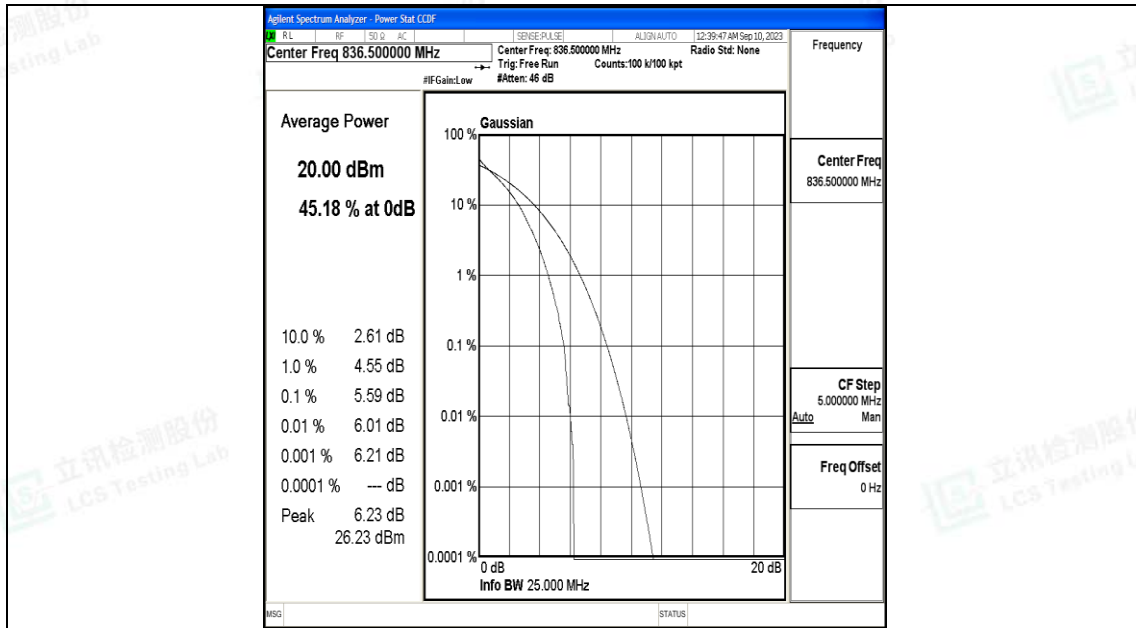 Agilent Spectrum Analyzer - Power Stat CCDF
LXI RL RF 50 Ω AC SENSE:PULSE ALIGN AUTO 12:39:47 AM Sep 10, 2023
Center Freq 836.500000 MHz
Center Freq: 836.500000 MHz Radio Std: None
Trig: Free Run Counts:100 k/100 kpt
#IFGain:Low #Atten: 46 dB
Frequency
Average Power
20.00 dBm
45.18 % at 0dB
10.0 % 2.61 dB
1.0 % 4.55 dB
0.1 % 5.59 dB
0.01 % 6.01 dB
0.001 % 6.21 dB
0.0001 % --- dB
Peak 6.23 dB
26.23 dBm
Gaussian
100 %
10 %
1 %
0.1 %
0.01 %
0.001 %
0.0001 %
0 dB 20 dB
Info BW 25.000 MHz
Center Freq
836.500000 MHz
CF Step
5.000000 MHz
Auto Man
Freq Offset
0 Hz
MSG STATUS
立讯检测股份
LCS Testing Lab